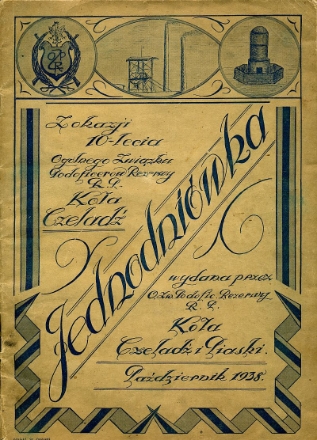 Z okazji
10-lecia
Ogólnego Związku
Podoficerów Rezerwy
R. P.
Koła
Czeladź
Jednodniówka
wydana przez
O.Zw. Podofic. Rezerwy
R. P.
Koła
Czeladź i Piaski.
Październik 1938.